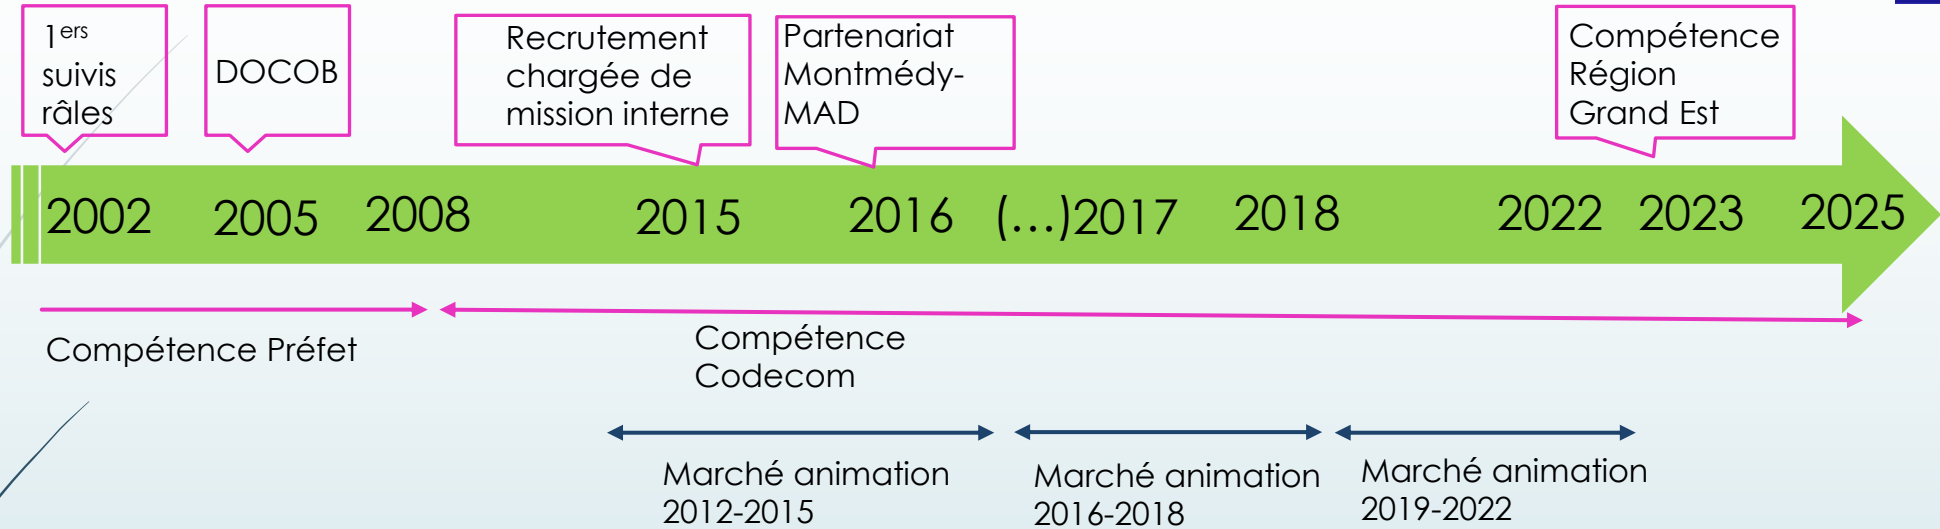 1ers
suivis
râles
DOCOB
Recrutement
chargée de
mission interne
Partenariat
Montmédy-
MAD
Compétence
Région
Grand Est
2002 2005 2008 2015 2016 (...)2017 2018 2022 2023 2025
Compétence Préfet
Compétence
Codecom
Marché animation
2012-2015
Marché animation
2016-2018
Marché animation
2019-2022